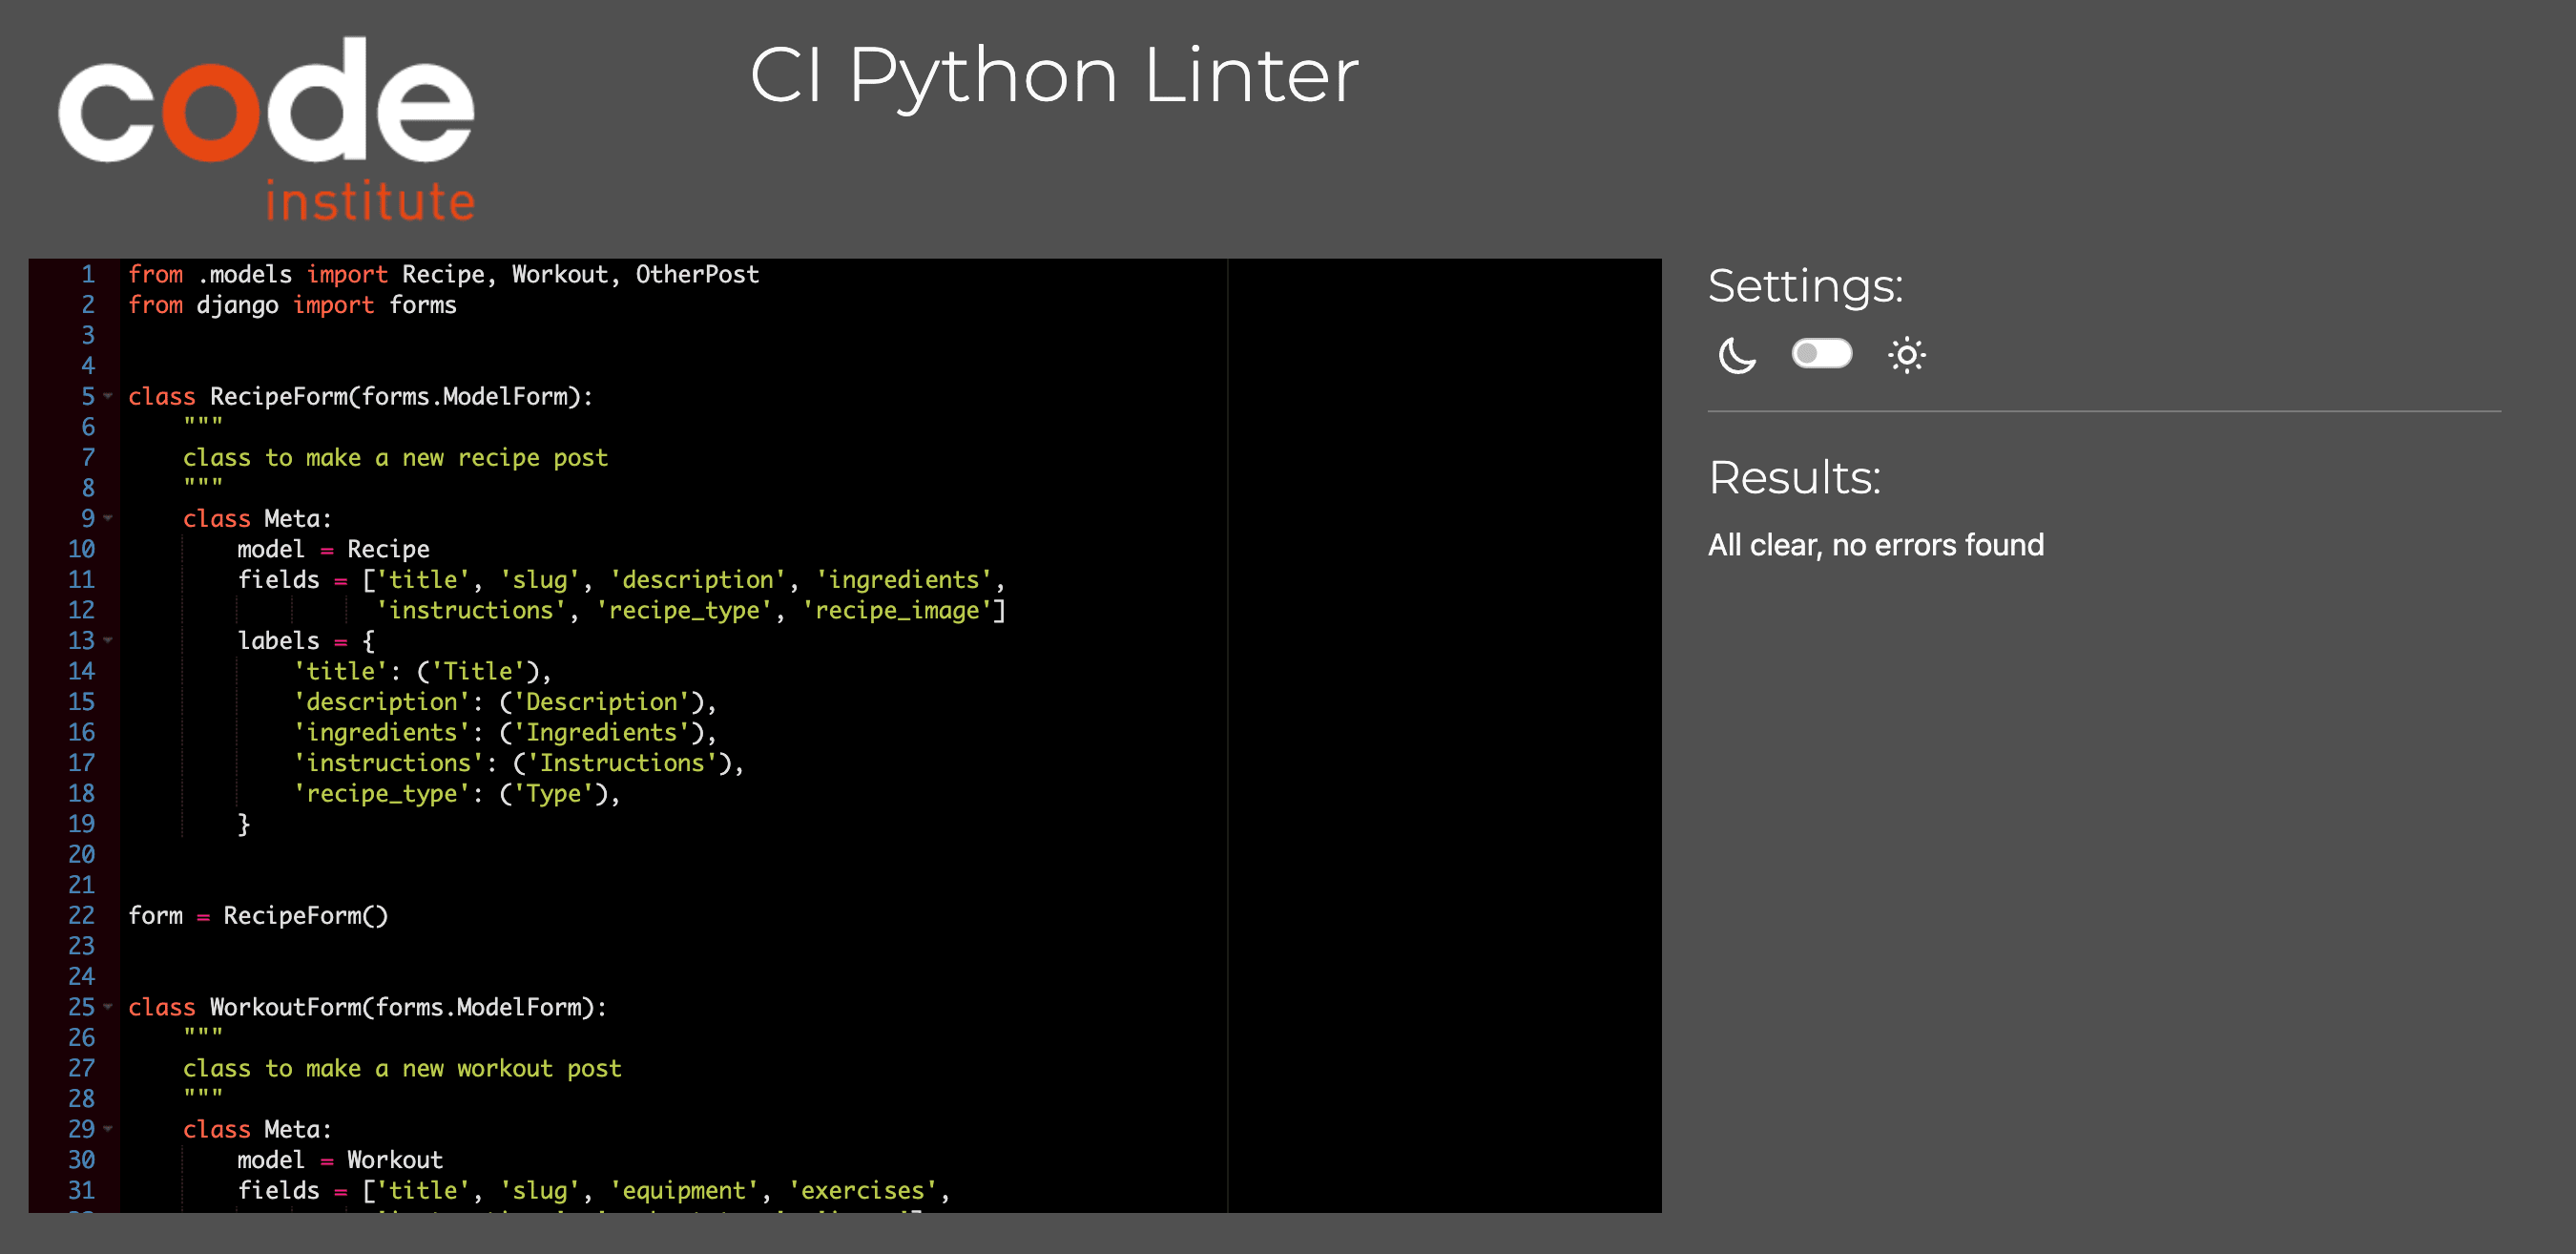 code
institute
CI Python Linter
1 from .models import Recipe, Workout, OtherPost
2 from django import forms
3
4
5 class RecipeForm(forms.ModelForm):
6     """
7     class to make a new recipe post
8     """
9     class Meta:
10         model = Recipe
11         fields = ['title', 'slug', 'description', 'ingredients',
12                   'instructions', 'recipe_type', 'recipe_image']
13         labels = {
14             'title': ('Title'),
15             'description': ('Description'),
16             'ingredients': ('Ingredients'),
17             'instructions': ('Instructions'),
18             'recipe_type': ('Type'),
19         }
20
21
22 form = RecipeForm()
23
24
25 class WorkoutForm(forms.ModelForm):
26     """
27     class to make a new workout post
28     """
29     class Meta:
30         model = Workout
31         fields = ['title', 'slug', 'equipment', 'exercises',
Settings:
Results:
All clear, no errors found